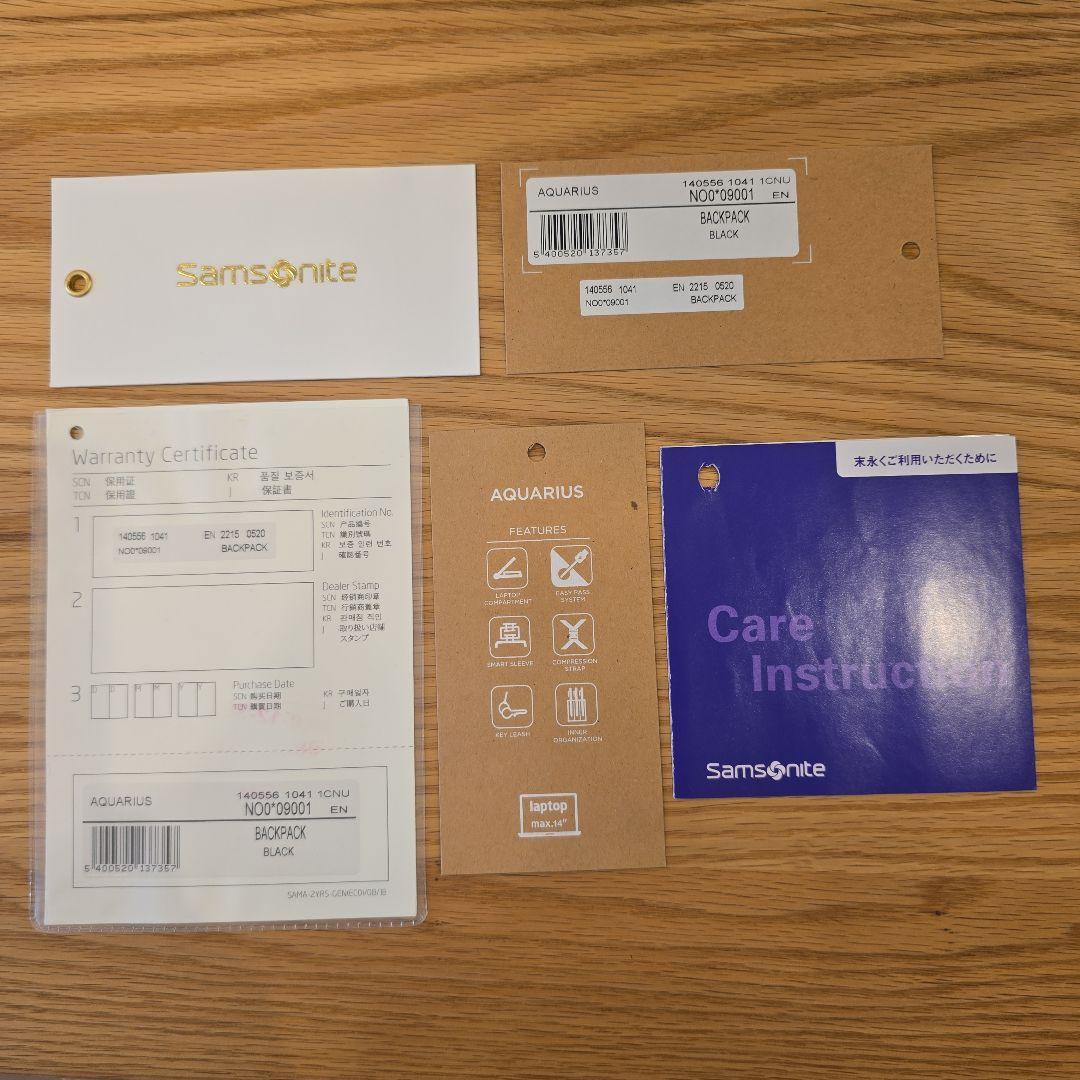 Samsonite
AQUARIUS
140556 1041 1CNU
NO0*09001 EN
BACKPACK
BLACK
5 400520 137357
140556 1041 EN 2215 0520
NO0*09001 BACKPACK
Warranty Certificate
SCN 保用证 KR 품질 보증서
TCN 保用證 J 保証書
1
140556 1041 EN 2215 0520
NO0*09001 BACKPACK
Identification No.
SCN 产品编号
TCN 識別號碼
KR 보증 인련 번호
J 確認番号
2
Dealer Stamp
SCN 经销商印章
TCN 行銷商蓋章
KR 판매점 직인
J 取り扱い店舗
スタンプ
3
D D M M Y Y
Purchase Date
SCN 购买日期 KR 구매일자
TCN 購買日期 J ご購入日
AQUARIUS
140556 1041 1CNU
NO0*09001 EN
BACKPACK
BLACK
5 400520 137357
SAMA-2YRS-GEN(EC01/GB/JB
AQUARIUS
FEATURES
LAPTOP
COMPARTMENT
EASY PASS
SYSTEM
SMART SLEEVE
COMPRESSION
STRAP
KEY LEASH
INNER
ORGANIZATION
laptop
max.14"
末永くご利用いただくために
Care
Instruction
Samsonite